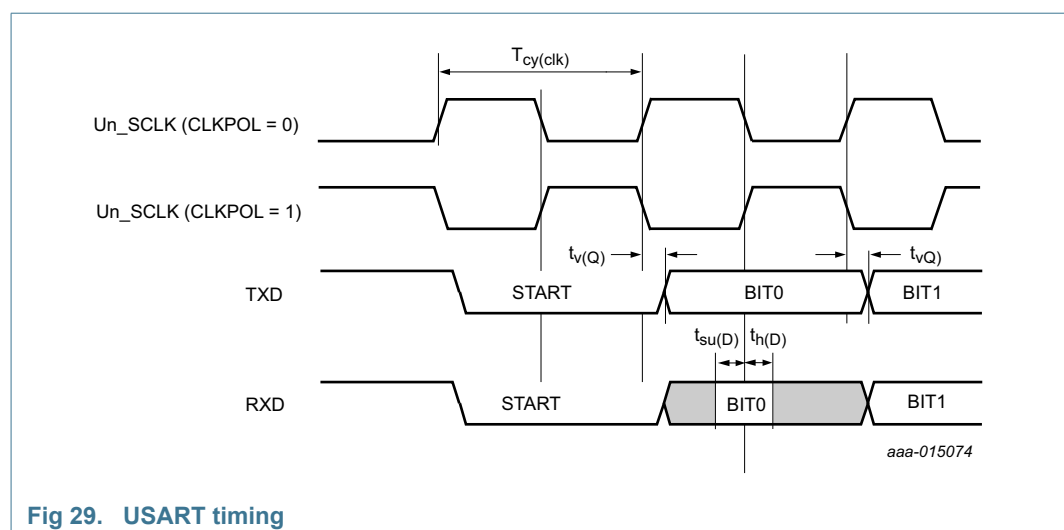 T_cy(clk)
Un_SCLK (CLKPOL = 0)
Un_SCLK (CLKPOL = 1)
t_v(Q)
t_vQ)
TXD
START
BIT0
BIT1
t_su(D)
t_h(D)
RXD
START
BIT0
BIT1
aaa-015074
Fig 29. USART timing